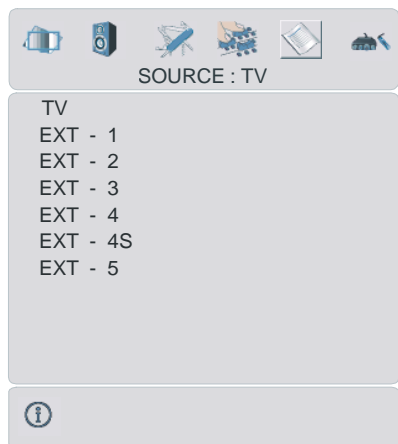 SOURCE : TV
TV
EXT - 1
EXT - 2
EXT - 3
EXT - 4
EXT - 4S
EXT - 5